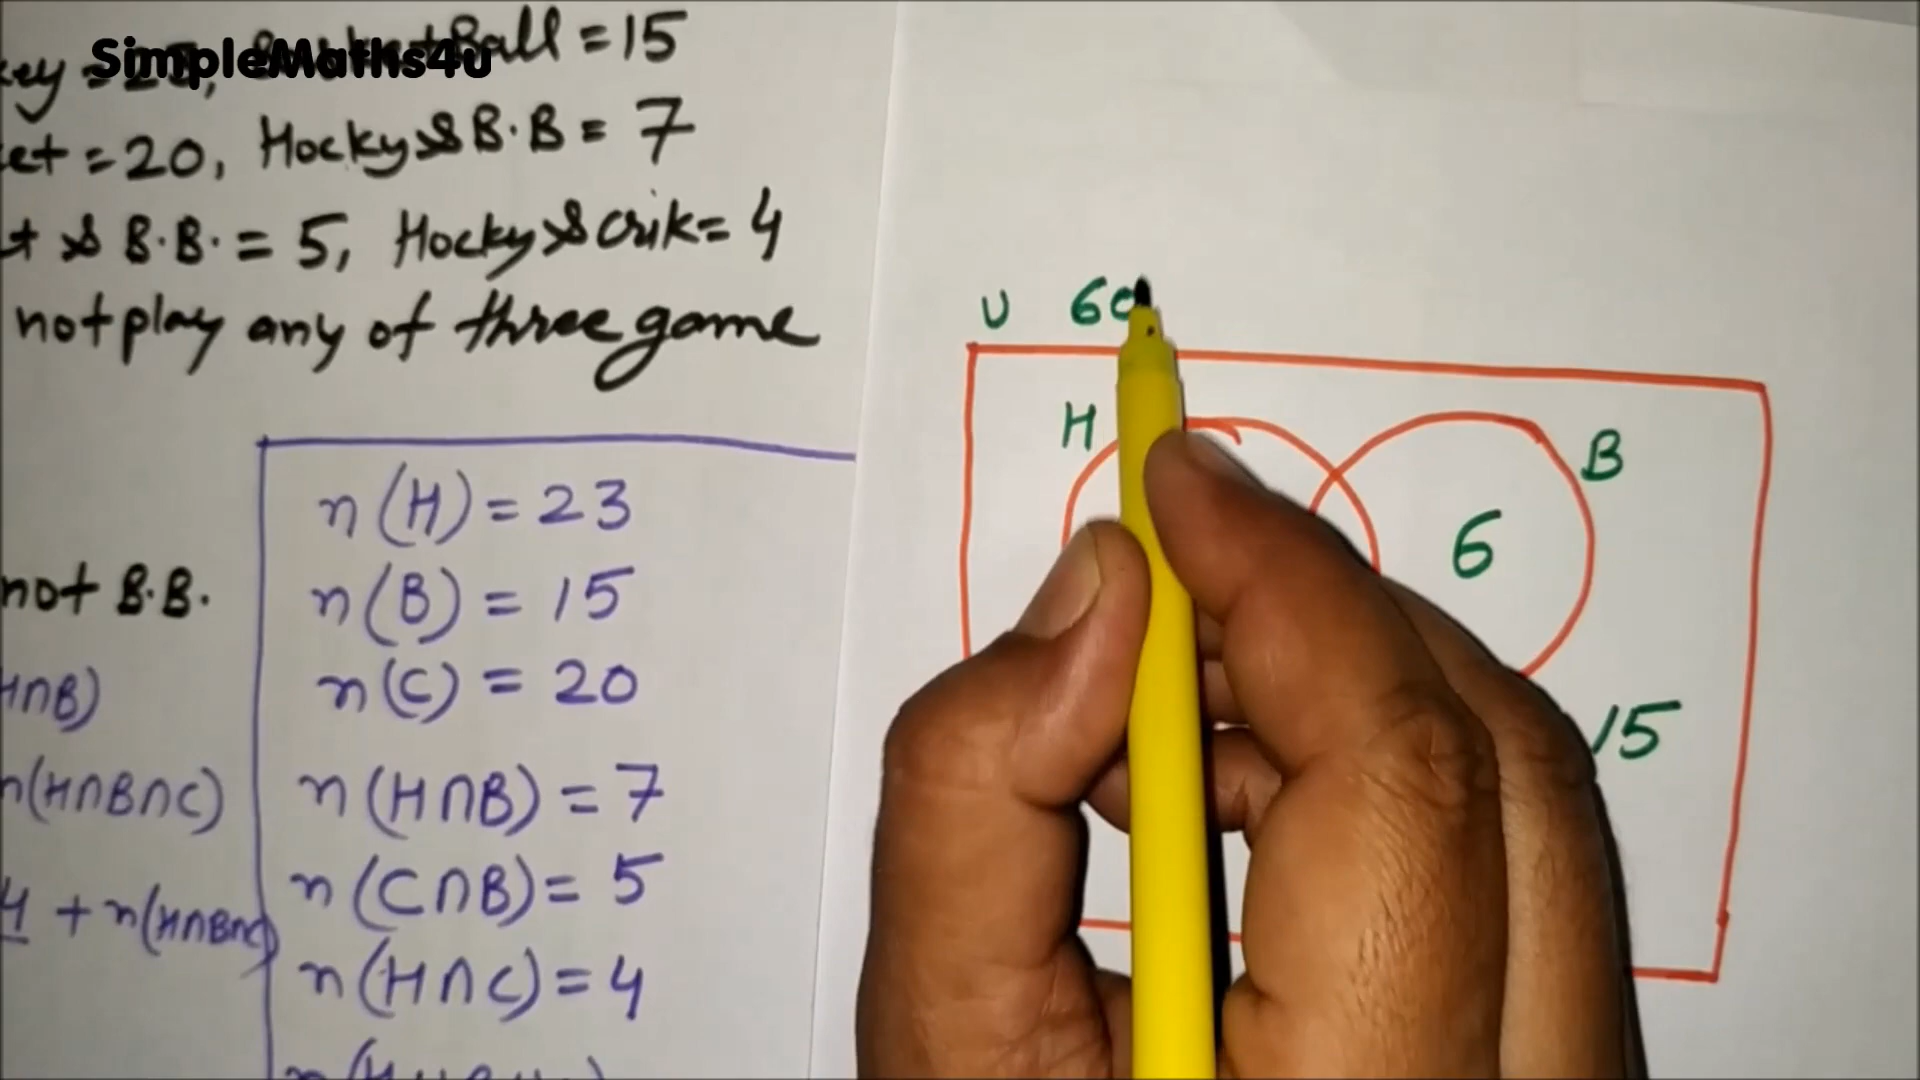 SimpleMaths4u
Ball = 15
= 20, Hocky & B.B = 7
& B.B. = 5, Hocky & Crik = 4
not play any of three game
not B.B.
n(H∩B∩C)
+ n(H∩B∩C)
n(H) = 23
n(B) = 15
n(C) = 20
n(H∩B) = 7
n(C∩B) = 5
n(H∩C) = 4
U 60
H
B
6
15